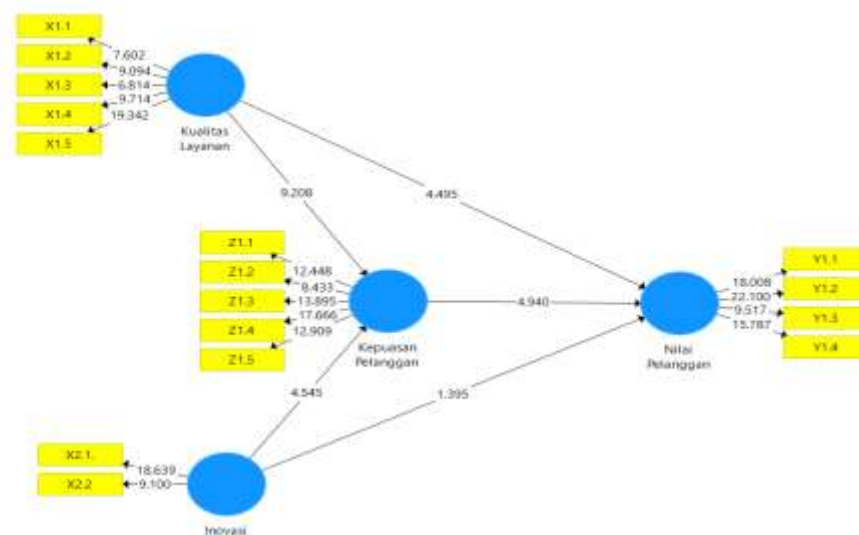 X1.1
X1.2
X1.3
X1.4
X1.5
7.602
9.094
6.814
9.714
19.342
Kualitas
Layanan
9.208
4.495
Z1.1
Z1.2
Z1.3
Z1.4
Z1.5
12.448
8.433
13.895
17.666
12.909
Kepuasan
Pelanggan
4.940
Y1.1
Y1.2
Y1.3
Y1.4
18.008
22.100
9.517
15.787
Nilai
Pelanggan
4.545
1.395
X2.1.
X2.2
18.639
9.100
Inovasi